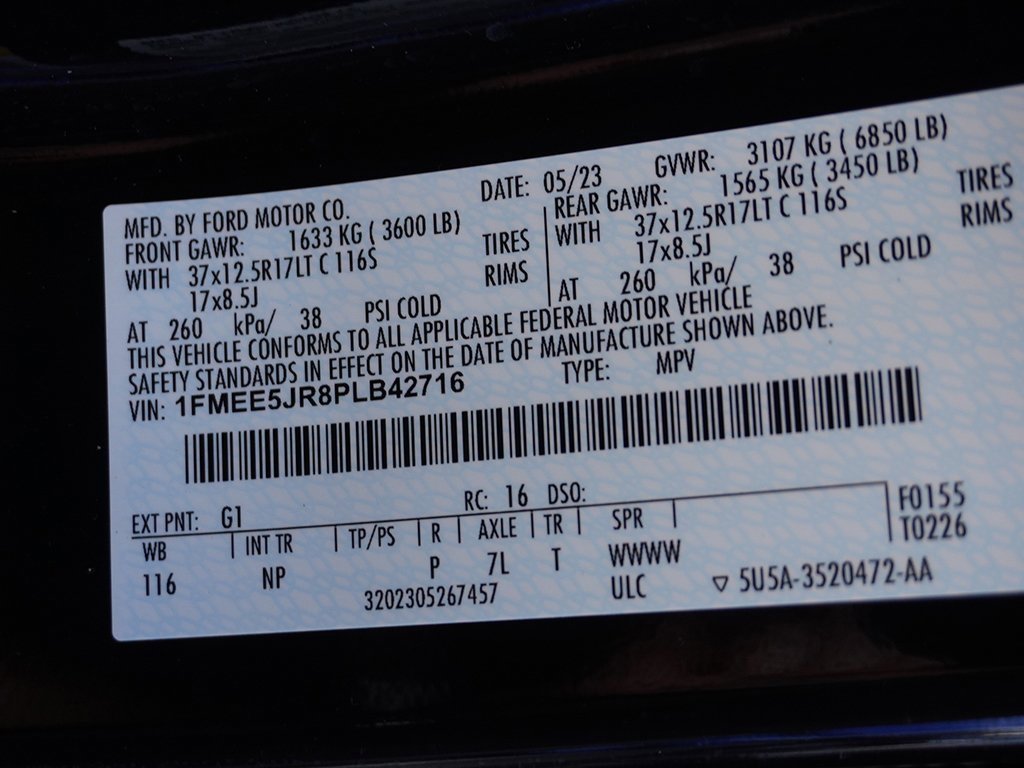 MFD. BY FORD MOTOR CO. DATE: 05/23 GVWR: 3107 KG ( 6850 LB)
FRONT GAWR: 1633 KG ( 3600 LB) REAR GAWR: 1565 KG ( 3450 LB)
WITH 37x12.5R17LT C 116S TIRES WITH 37x12.5R17LT C 116S TIRES
17x8.5J RIMS 17x8.5J RIMS
AT 260 kPa/ 38 PSI COLD AT 260 kPa/ 38 PSI COLD
THIS VEHICLE CONFORMS TO ALL APPLICABLE FEDERAL MOTOR VEHICLE
SAFETY STANDARDS IN EFFECT ON THE DATE OF MANUFACTURE SHOWN ABOVE.
VIN: 1FMEE5JR8PLB42716 TYPE: MPV
EXT PNT: G1 RC: 16 DSO: F0155
WB INT TR TP/PS R AXLE TR SPR T0226
116 NP P 7L T WWWW
3202305267457 ULC ▽ 5U5A-3520472-AA